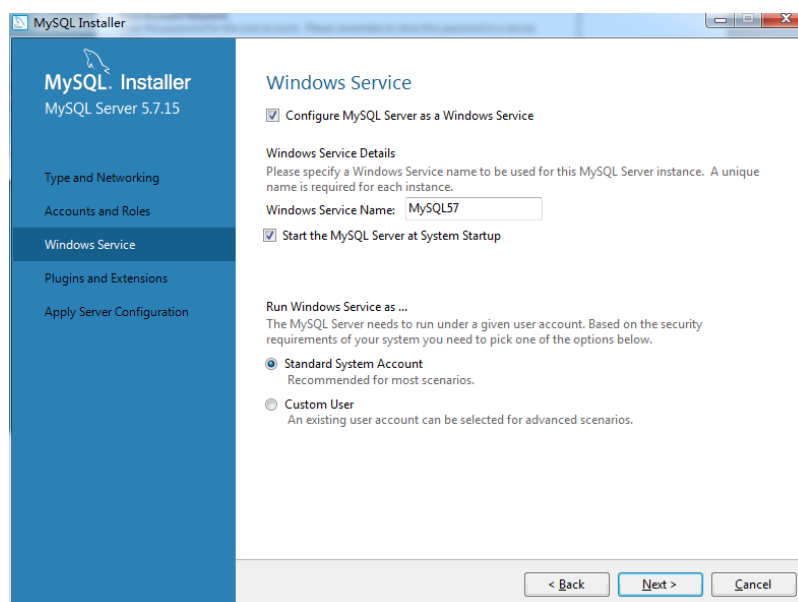 MySQL Installer
MySQL. Installer
MySQL Server 5.7.15
Type and Networking
Accounts and Roles
Windows Service
Plugins and Extensions
Apply Server Configuration
Windows Service
Configure MySQL Server as a Windows Service
Windows Service Details
Please specify a Windows Service name to be used for this MySQL Server instance. A unique
name is required for each instance.
Windows Service Name: MySQL57
Start the MySQL Server at System Startup
Run Windows Service as ...
The MySQL Server needs to run under a given user account. Based on the security
requirements of your system you need to pick one of the options below.
Standard System Account
Recommended for most scenarios.
Custom User
An existing user account can be selected for advanced scenarios.
< Back Next > Cancel